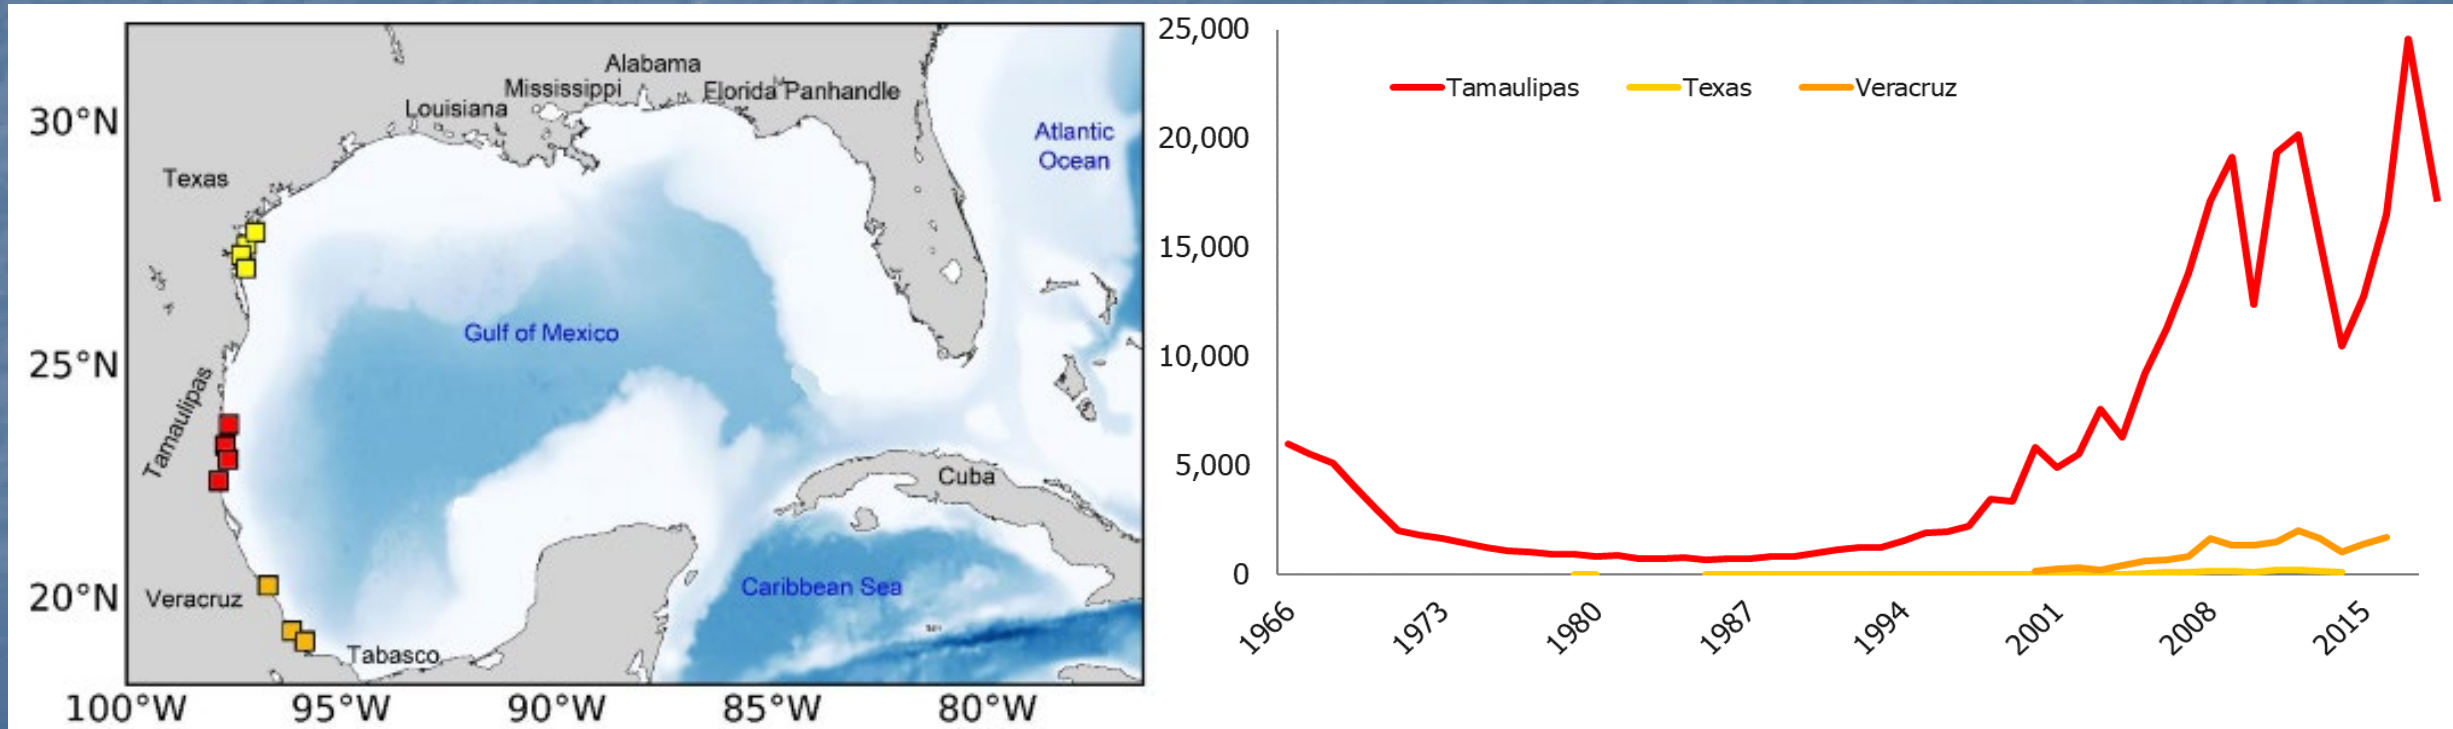 30°N
25°N
20°N
100°W
95°W
90°W
85°W
80°W
Alabama
Mississippi
Florida Panhandle
Louisiana
Atlantic
Ocean
Texas
Gulf of Mexico
Tamaulipas
Cuba
Caribbean Sea
Veracruz
Tabasco
25,000
20,000
15,000
10,000
5,000
0
Tamaulipas
Texas
Veracruz
1966
1973
1980
1987
1994
2001
2008
2015